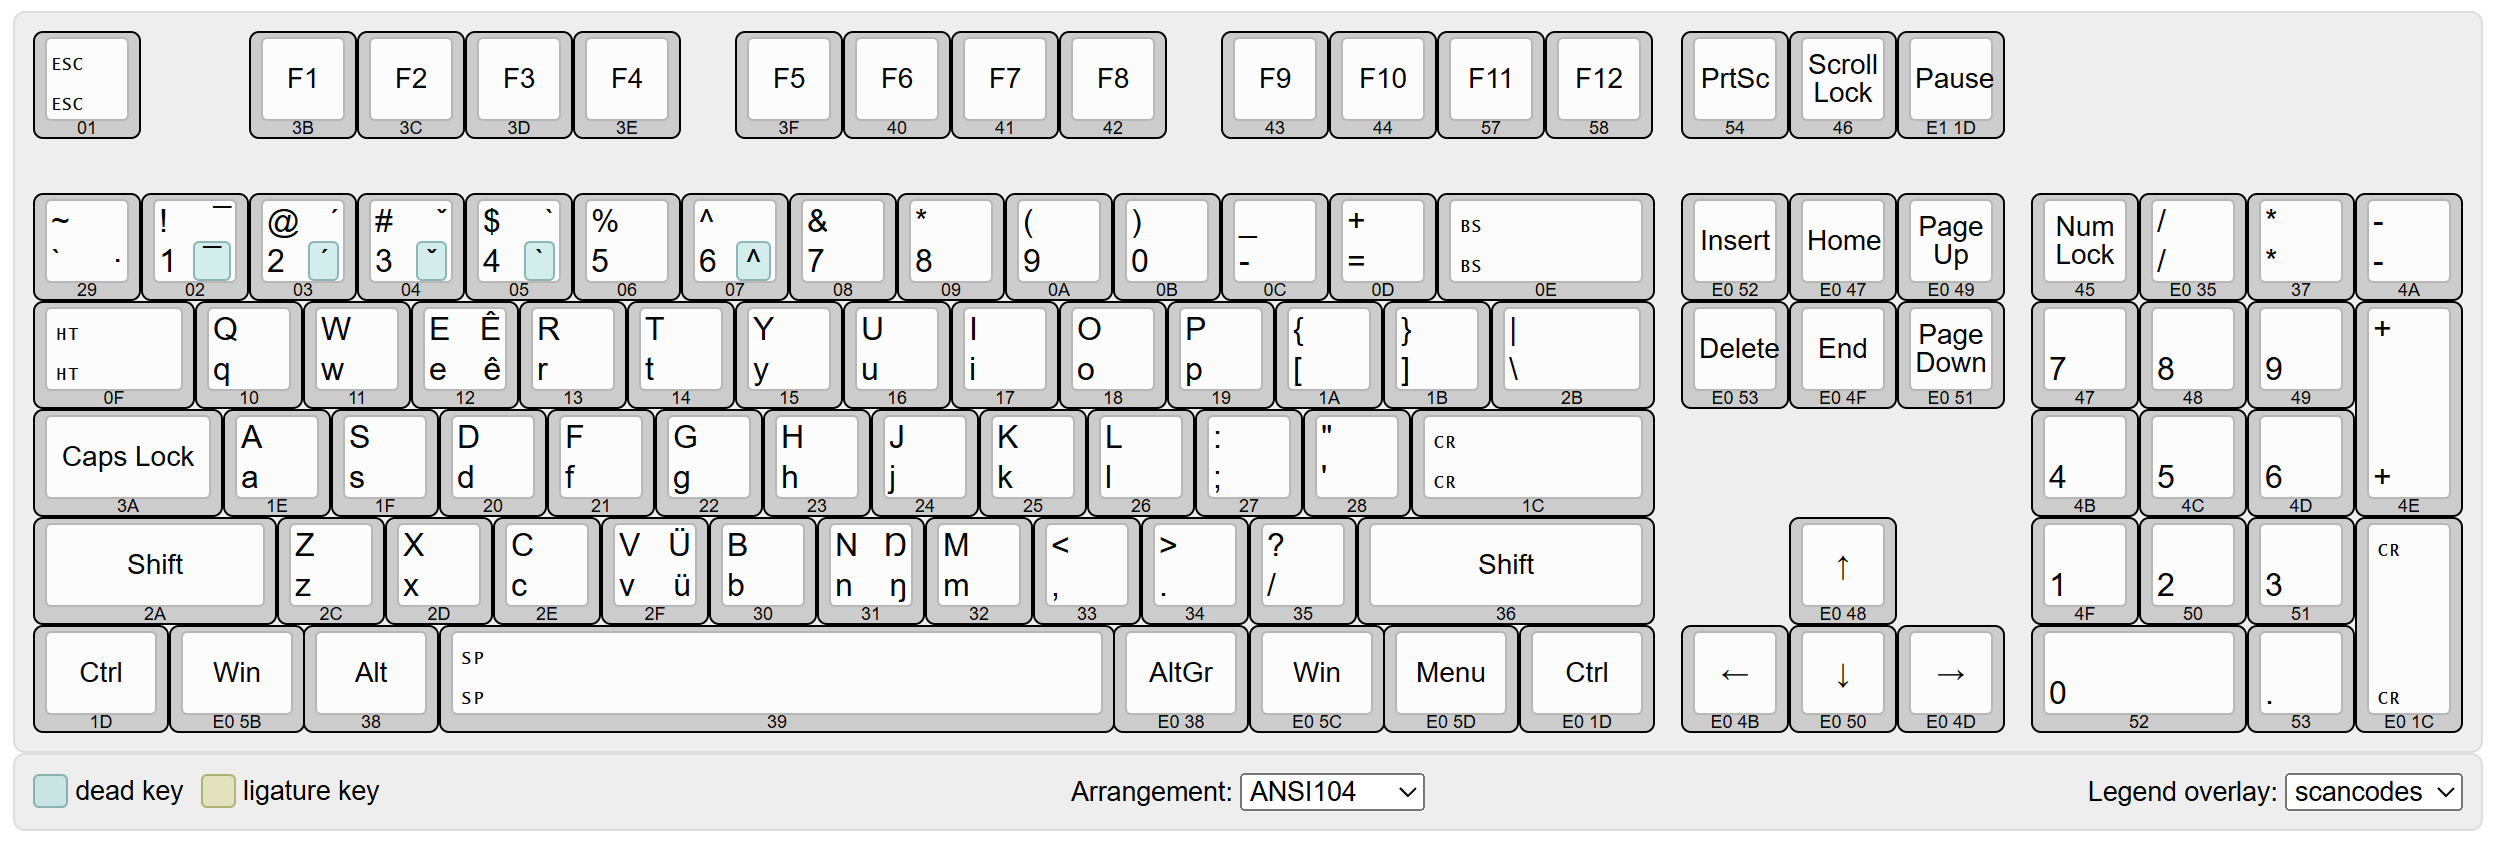 ESC F1 F2 F3 F4 F5 F6 F7 F8 F9 F10 F11 F12 PrtSc Scroll Lock Pause
ESC
01 3B 3C 3D 3E 3F 40 41 42 43 44 57 58 54 46 E1 1D
~ ! ¯ @ ´ # ˇ $ ` % ^ & * ( ) _ + BS Insert Home Page Up Num Lock / * -
` . 1 ¯ 2 ´ 3 ˇ 4 ` 5 6 ^ 7 8 9 0 - = BS / * -
29 02 03 04 05 06 07 08 09 0A 0B 0C 0D 0E E0 52 E0 47 E0 49 45 E0 35 37 4A
HT Q W E Ê R T Y U I O P { } | Delete End Page Down +
HT q w e ê r t y u i o p [ ] \ 7 8 9
0F 10 11 12 13 14 15 16 17 18 19 1A 1B 2B E0 53 E0 4F E0 51 47 48 49
Caps Lock A S D F G H J K L : " CR
a s d f g h j k l ; ' CR 4 5 6 +
3A 1E 1F 20 21 22 23 24 25 26 27 28 1C 4B 4C 4D 4E
Shift Z X C V Ü B N Ŋ M < > ? Shift ↑ CR
z x c v ü b n ŋ m , . / 1 2 3
2A 2C 2D 2E 2F 30 31 32 33 34 35 36 E0 48 4F 50 51
Ctrl Win Alt SP AltGr Win Menu Ctrl ← ↓ →
SP 0 . CR
1D E0 5B 38 39 E0 38 E0 5C E0 5D E0 1D E0 4B E0 50 E0 4D 52 53 E0 1C
dead key ligature key Arrangement: ANSI104 Legend overlay: scancodes